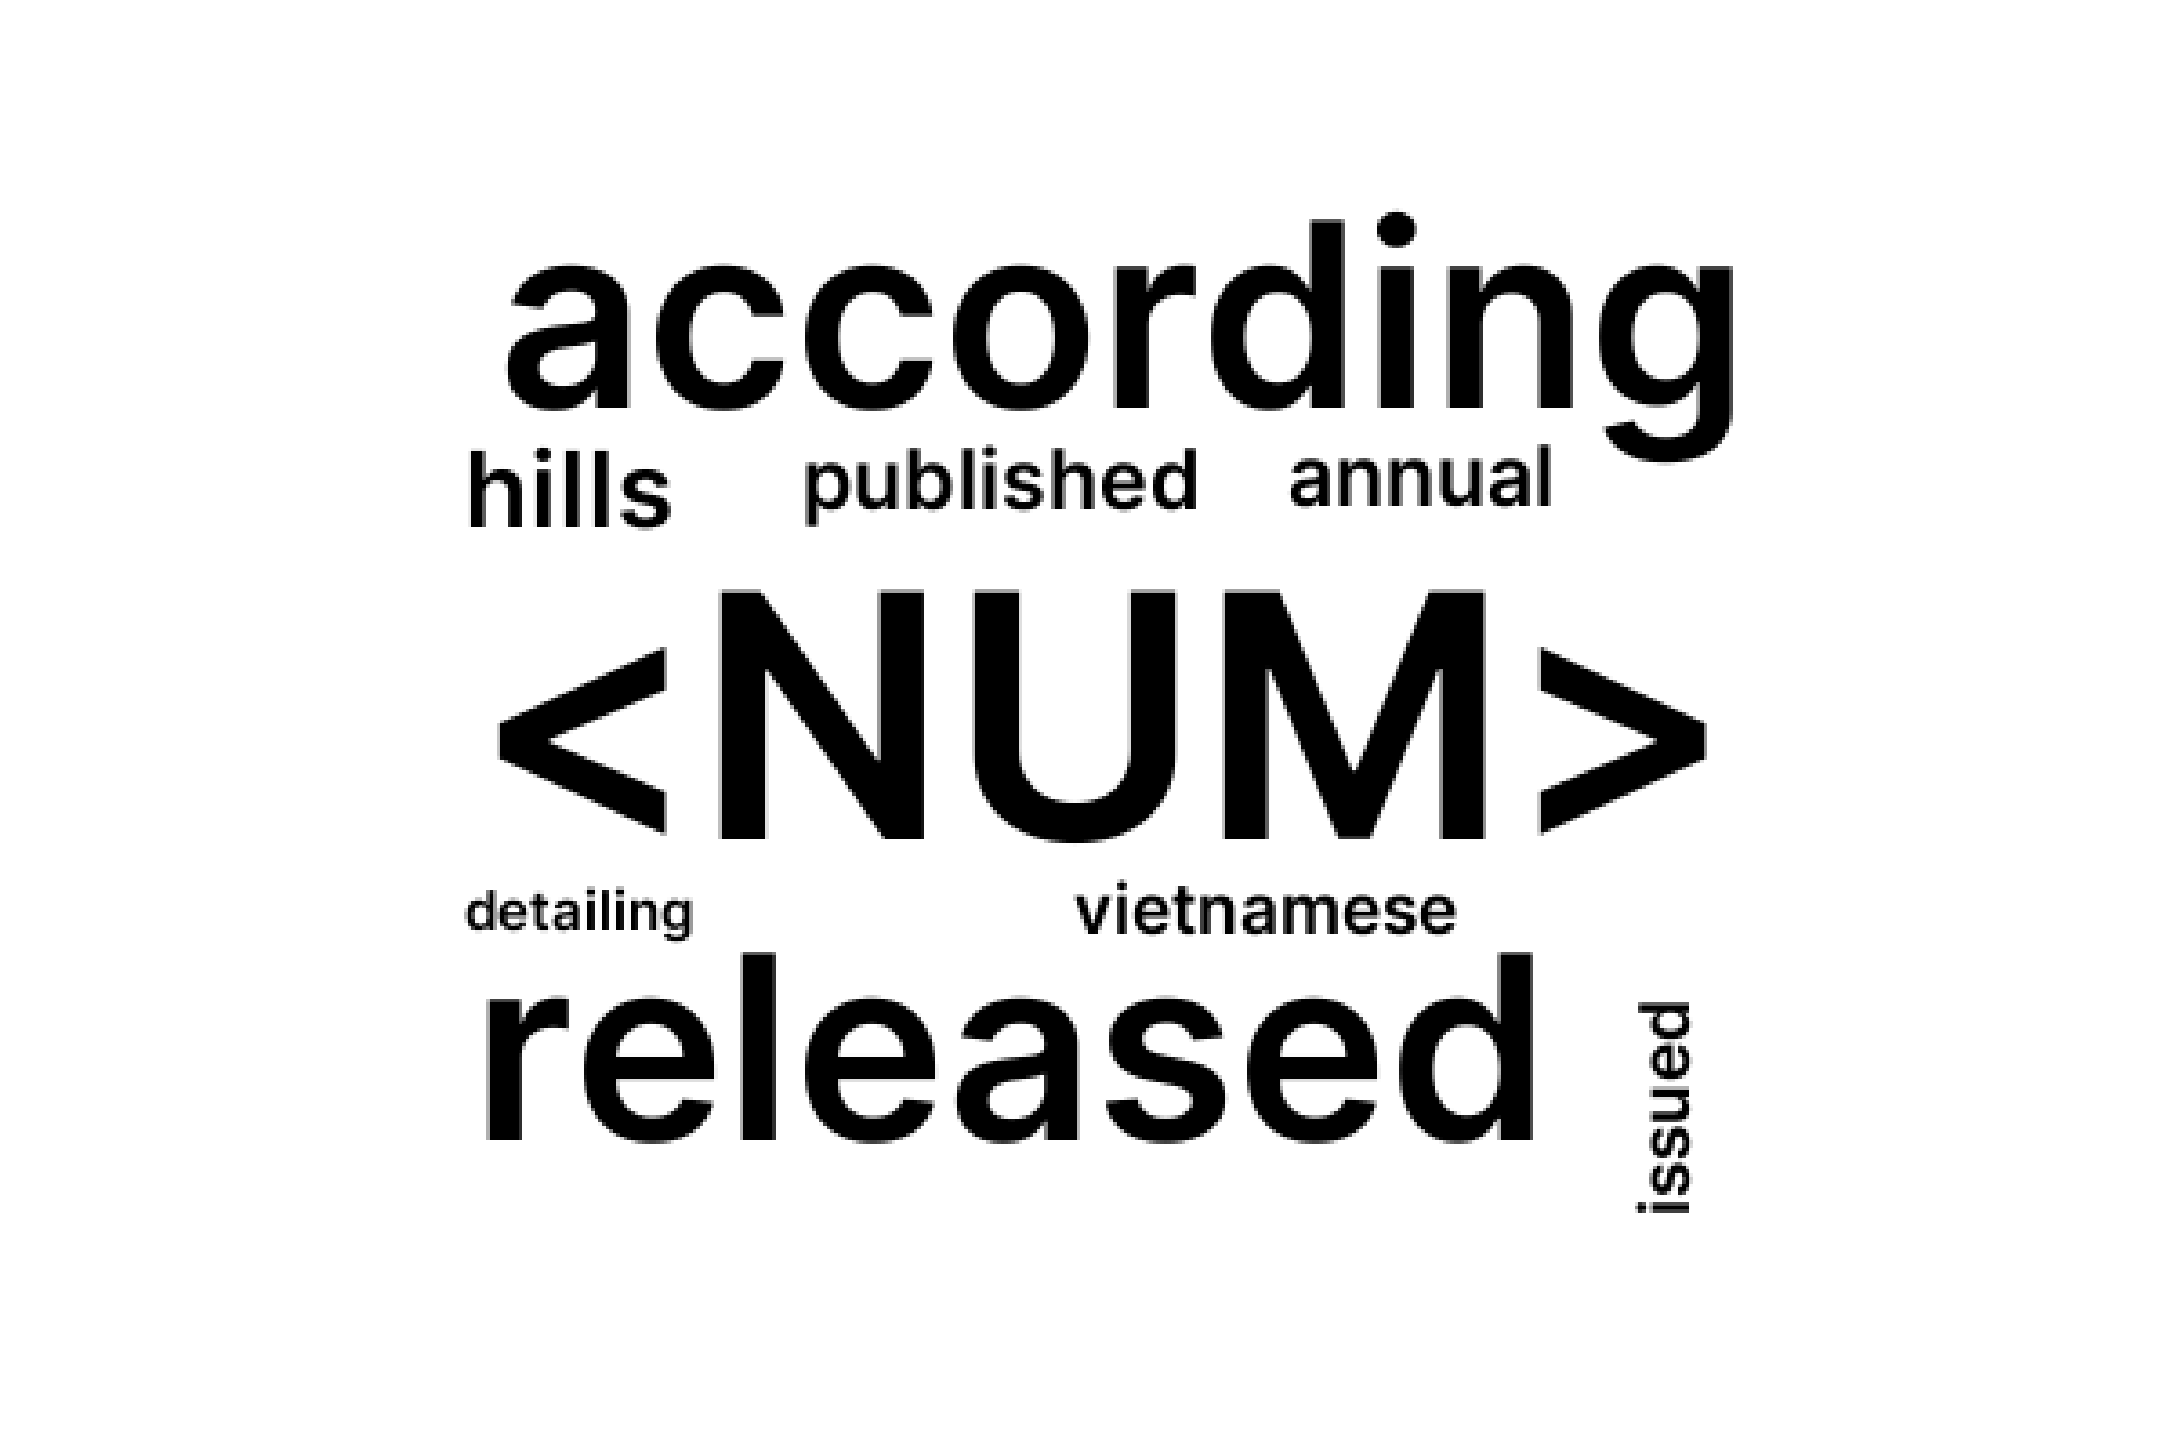 according
hills published annual
<NUM>
detailing vietnamese
released
issued